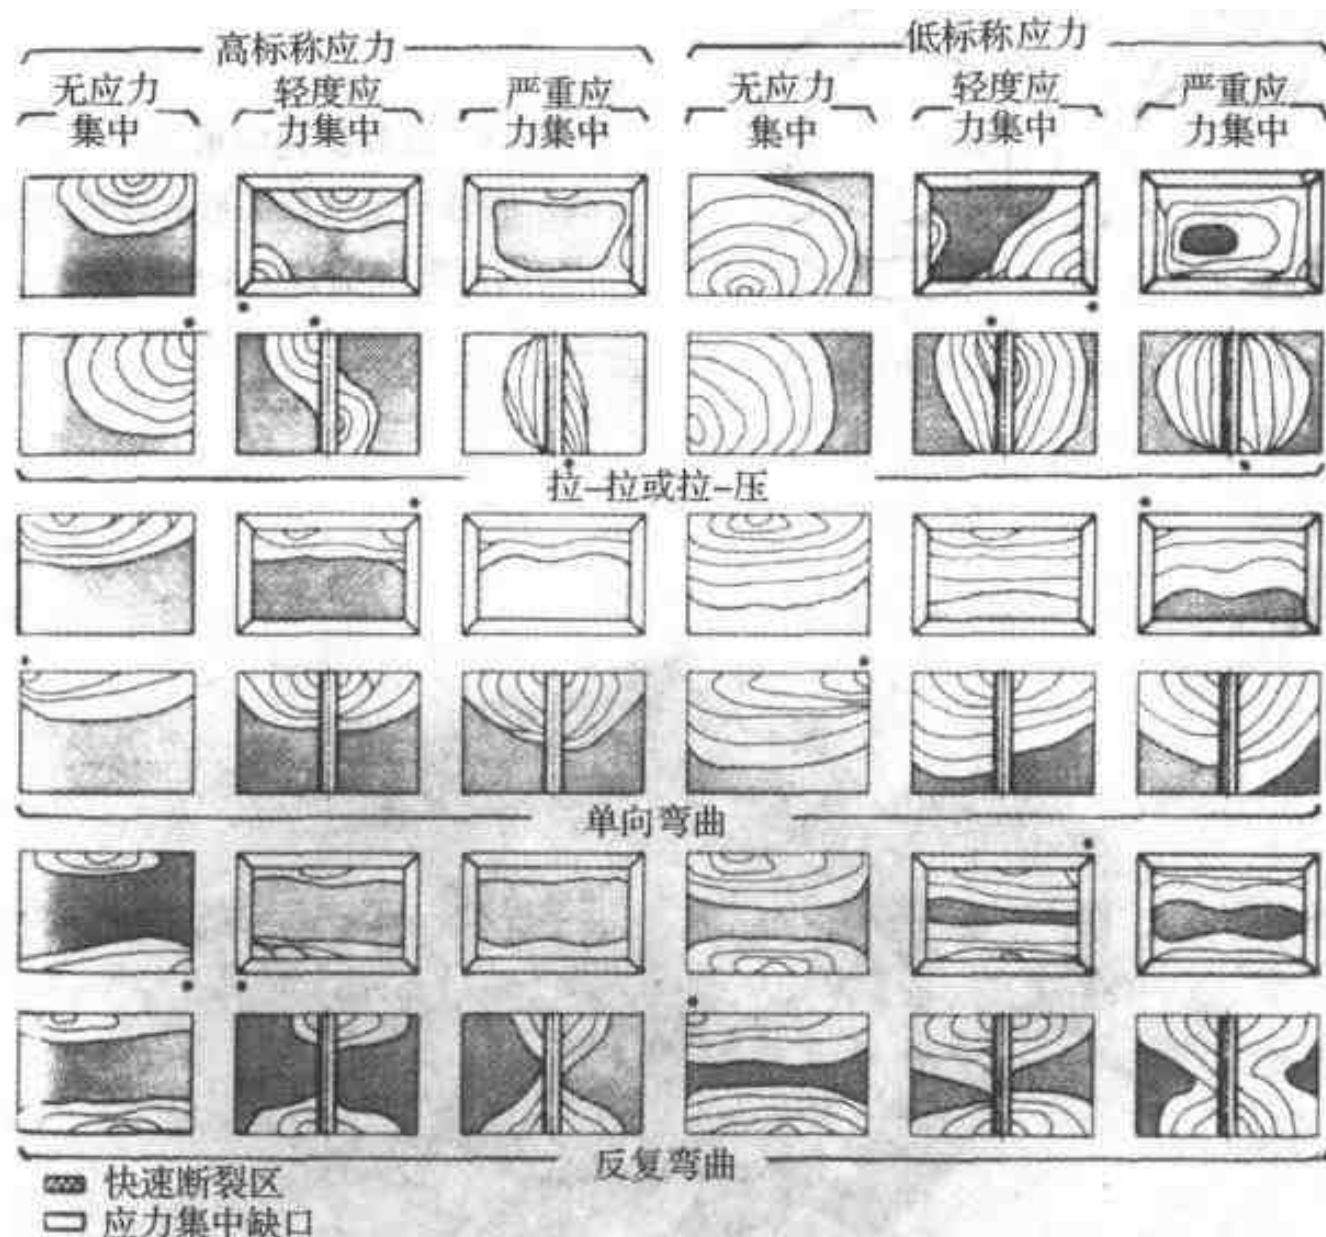 高标称应力
低标称应力
无应力
集中
轻度应
力集中
严重应
力集中
无应力
集中
轻度应
力集中
严重应
力集中
拉-拉或拉-压
单向弯曲
反复弯曲
快速断裂区
应力集中缺口